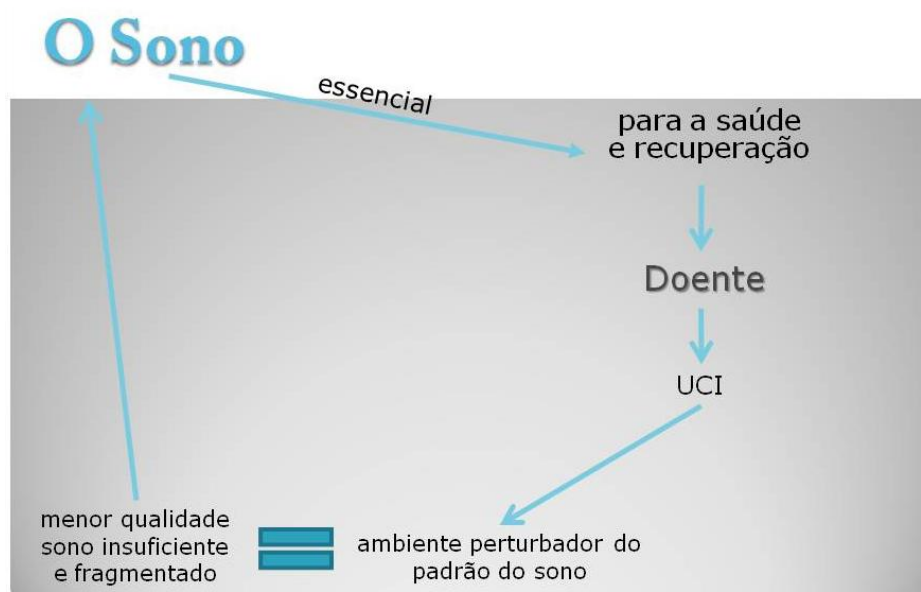 O Sono
essencial
para a saúde
e recuperação
Doente
UCI
ambiente perturbador do
padrão do sono
menor qualidade
sono insuficiente
e fragmentado